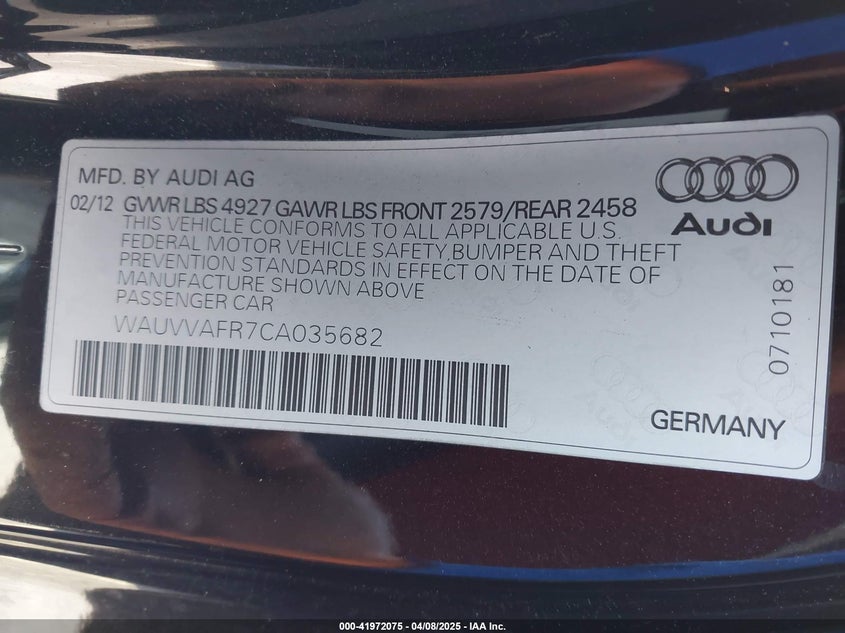 MFD. BY AUDI AG
02/12 GVWR LBS 4927 GAWR LBS FRONT 2579/REAR 2458
THIS VEHICLE CONFORMS TO ALL APPLICABLE U.S.
FEDERAL MOTOR VEHICLE SAFETY,BUMPER AND THEFT
PREVENTION STANDARDS IN EFFECT ON THE DATE OF
MANUFACTURE SHOWN ABOVE
PASSENGER CAR
WAUVVAFR7CA035682
Audi
0710181
GERMANY
000-41972075 - 04/08/2025 - IAA Inc.